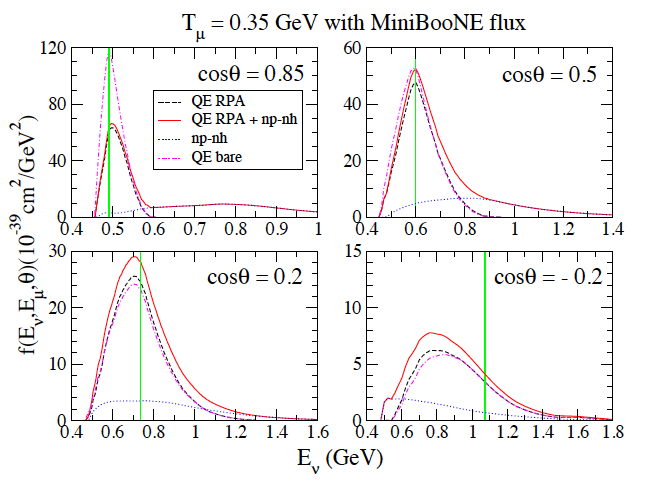 T_μ = 0.35 GeV with MiniBooNE flux
120
80
40
0
cosθ = 0.85
QE RPA
QE RPA + np-nh
np-nh
QE bare
0.4 0.5 0.6 0.7 0.8 0.9 1
60
40
20
0
cosθ = 0.5
0.4 0.6 0.8 1 1.2 1.4
f(E_ν,E_μ,θ)(10^-39 cm^2/GeV^2)
30
20
10
0
cosθ = 0.2
0.4 0.6 0.8 1 1.2 1.4 1.6
15
10
5
0
cosθ = - 0.2
0.4 0.6 0.8 1 1.2 1.4 1.6 1.8
E_ν (GeV)